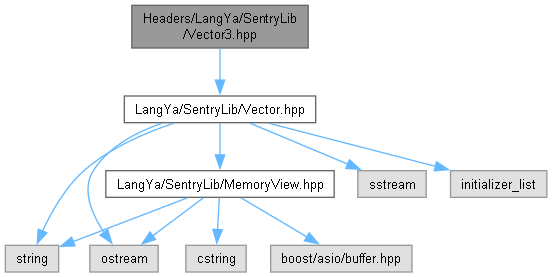 Headers/LangYa/SentryLib
/Vector3.hpp
LangYa/SentryLib/Vector.hpp
LangYa/SentryLib/MemoryView.hpp
sstream
initializer_list
string
ostream
cstring
boost/asio/buffer.hpp